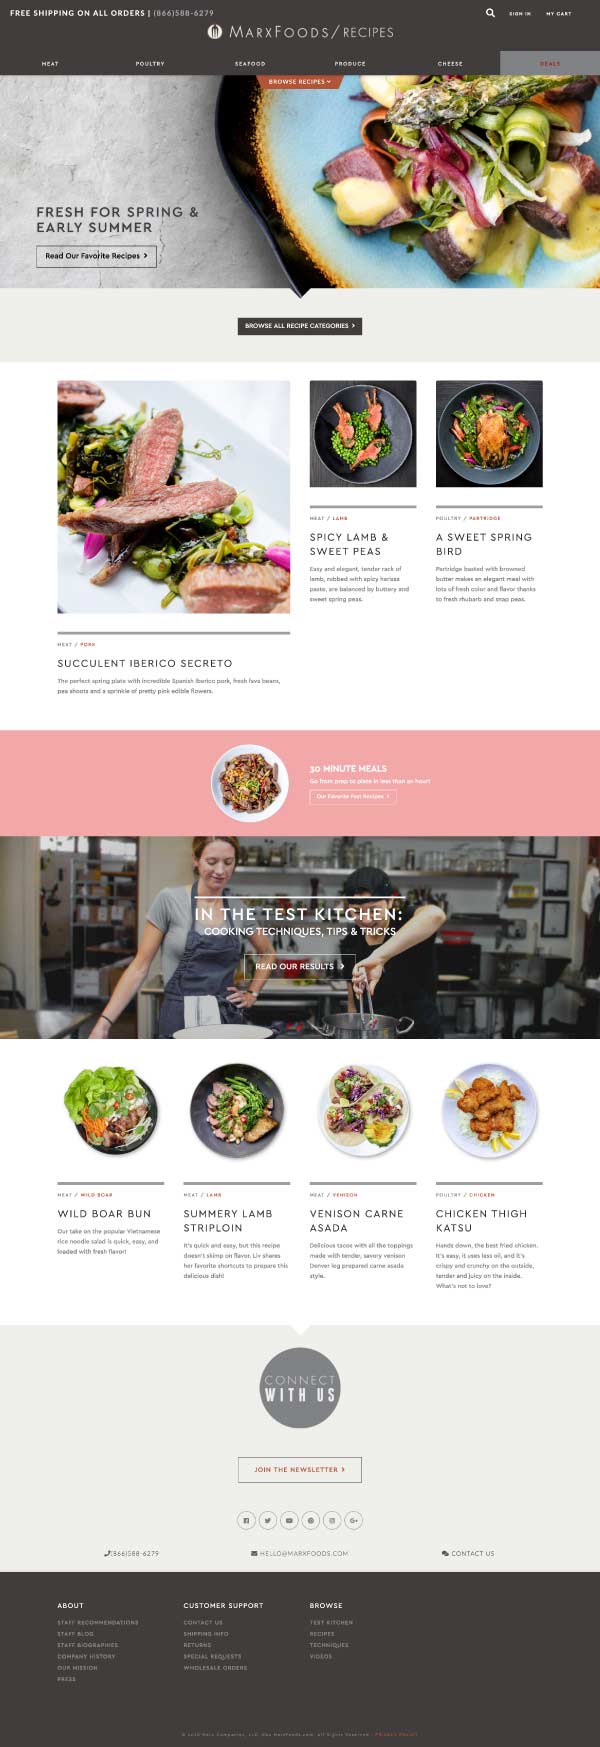 FREE SHIPPING ON ALL ORDERS | (866)588-6279
SIGN IN
MY CART
MARXFOODS/RECIPES
MEAT
POULTRY
SEAFOOD
PRODUCE
CHEESE
DEALS
BROWSE RECIPES
FRESH FOR SPRING &
EARLY SUMMER
Read Our Favorite Recipes >
BROWSE ALL RECIPE CATEGORIES >
MEAT / PORK
SUCCULENT IBERICO SECRETO
The perfect spring plate with incredible Spanish Iberico pork, fresh fava beans,
pea shoots and a sprinkle of pretty pink edible flowers.
MEAT / LAMB
SPICY LAMB &
SWEET PEAS
Easy and elegant, tender rack of
lamb, rubbed with spicy harissa
paste, are balanced by buttery and
sweet spring peas.
POULTRY / PARTRIDGE
A SWEET SPRING
BIRD
Partridge basted with browned
butter makes an elegant meal with
lots of fresh color and flavor thanks
to fresh rhubarb and snap peas.
30 MINUTE MEALS
Go from prep to place in less than an hour!
Our Favorite Fast Recipes >
IN THE TEST KITCHEN:
COOKING TECHNIQUES, TIPS & TRICKS
READ OUR RESULTS >
MEAT / WILD BOAR
WILD BOAR BUN
Our take on the popular Vietnamese
rice noodle salad is quick, easy, and
loaded with fresh flavor!
MEAT / LAMB
SUMMERY LAMB
STRIPLOIN
It's quick and easy, but this recipe
doesn't skimp on flavor. Liv shares
her favorite shortcuts to prepare this
delicious dish!
MEAT / VENISON
VENISON CARNE
ASADA
Delicious tacos with all the toppings
made with tender, savory venison
Denver leg prepared carne asada
style.
POULTRY / CHICKEN
CHICKEN THIGH
KATSU
Hands down, the best fried chicken.
It's easy, it uses less oil, and it's
crispy and crunchy on the outside,
tender and juicy on the inside.
What's not to love?
CONNECT
WITH US
JOIN THE NEWSLETTER >
(866)588-6279
HELLO@MARXFOODS.COM
CONTACT US
ABOUT
STAFF RECOMMENDATIONS
STAFF BLOG
STAFF BIOGRAPHIES
COMPANY HISTORY
OUR MISSION
PRESS
CUSTOMER SUPPORT
CONTACT US
SHIPPING INFO
RETURNS
SPECIAL REQUESTS
WHOLESALE ORDERS
BROWSE
TEST KITCHEN
RECIPES
TECHNIQUES
VIDEOS
MarxFoods.com, All Rights Reserved - PRIVACY POLICY